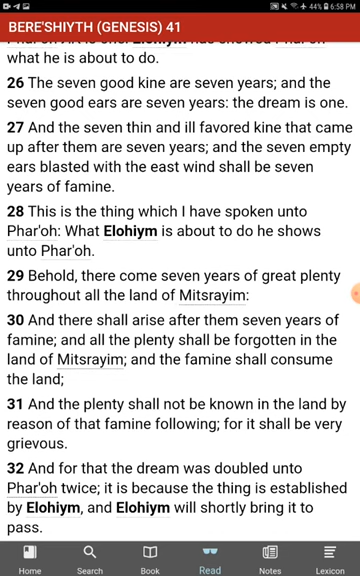 44% 6:58 PM
BERE'SHIYTH (GENESIS) 41
what he is about to do.
26 The seven good kine are seven years; and the
seven good ears are seven years: the dream is one.
27 And the seven thin and ill favored kine that came
up after them are seven years; and the seven empty
ears blasted with the east wind shall be seven
years of famine.
28 This is the thing which I have spoken unto
Phar'oh: What Elohiym is about to do he shows
unto Phar'oh.
29 Behold, there come seven years of great plenty
throughout all the land of Mitsrayim:
30 And there shall arise after them seven years of
famine; and all the plenty shall be forgotten in the
land of Mitsrayim; and the famine shall consume
the land;
31 And the plenty shall not be known in the land by
reason of that famine following; for it shall be very
grievous.
32 And for that the dream was doubled unto
Phar'oh twice; it is because the thing is established
by Elohiym, and Elohiym will shortly bring it to
pass.
Home Search Book Read Notes Lexicon